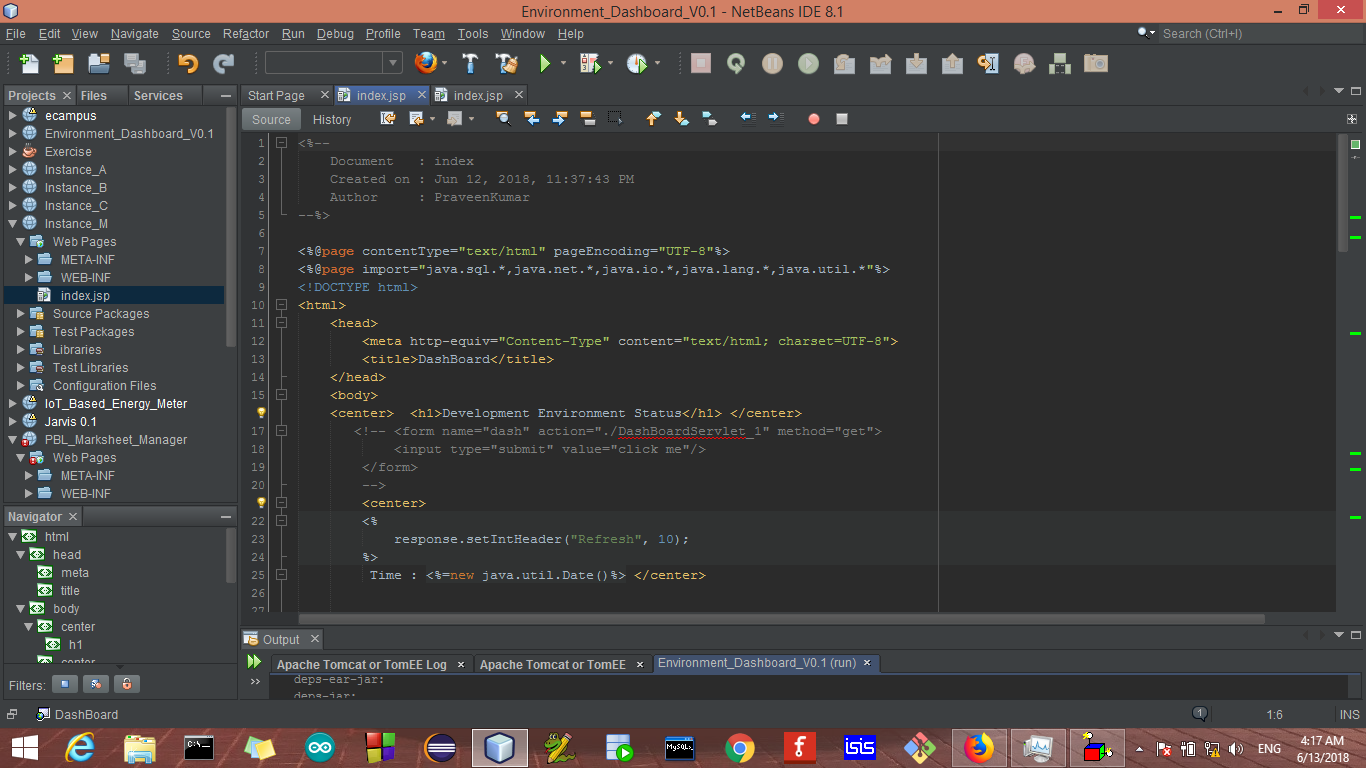 Environment_Dashboard_V0.1 - NetBeans IDE 8.1
File Edit View Navigate Source Refactor Run Debug Profile Team Tools Window Help
Search (Ctrl+I)
Projects Files Services
Start Page index.jsp index.jsp
Source History
ecampus
Environment_Dashboard_V0.1
Exercise
Instance_A
Instance_B
Instance_C
Instance_M
Web Pages
META-INF
WEB-INF
index.jsp
Source Packages
Test Packages
Libraries
Test Libraries
Configuration Files
IoT_Based_Energy_Meter
Jarvis 0.1
PBL_Marksheet_Manager
Web Pages
META-INF
WEB-INF
Navigator
html
head
meta
title
body
center
h1
center
Filters:
1 <%--
2 Document : index
3 Created on : Jun 12, 2018, 11:37:43 PM
4 Author : PraveenKumar
5 --%>
6
7 <%@page contentType="text/html" pageEncoding="UTF-8"%>
8 <%@page import="java.sql.*,java.net.*,java.io.*,java.lang.*,java.util.*"%>
9 <!DOCTYPE html>
10 <html>
11 <head>
12 <meta http-equiv="Content-Type" content="text/html; charset=UTF-8">
13 <title>DashBoard</title>
14 </head>
15 <body>
<center> <h1>Development Environment Status</h1> </center>
17 <!-- <form name="dash" action="./DashBoardServlet_1" method="get">
18 <input type="submit" value="click me"/>
19 </form>
20 -->
<center>
22 <%
23 response.setIntHeader("Refresh", 10);
24 %>
25 Time : <%=new java.util.Date()%> </center>
26
27
Output
Apache Tomcat or TomEE Log Apache Tomcat or TomEE Environment_Dashboard_V0.1 (run)
deps-ear-jar:
deps-jar:
DashBoard
1
1:6
INS
C:\_
MySQL
isis
ENG
4:17 AM
6/13/2018